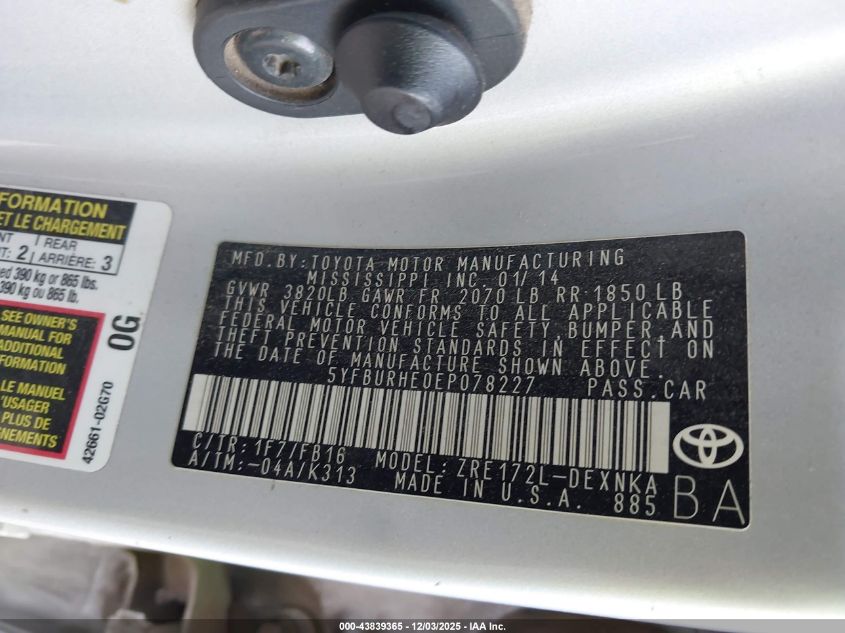 FORMATION
ET LE CHARGEMENT
REAR
2 ARRIÈRE: 3
390 kg or 865 lbs.
390 kg ou 865 lb.
SEE OWNER'S
MANUAL FOR
ADDITIONAL
INFORMATION
LE MANUEL
L'USAGER
PLUS DE
0G
42661-02G70
MFD. BY: TOYOTA MOTOR MANUFACTURING
MISSISSIPPI INC. 01/14
GVWR 3820LB GAWR FR 2070 LB RR 1850 LB
THIS VEHICLE CONFORMS TO ALL APPLICABLE
FEDERAL MOTOR VEHICLE SAFETY, BUMPER, AND
THEFT PREVENTION STANDARDS IN EFFECT ON
THE DATE OF MANUFACTURE SHOWN ABOVE.
5YFBURHE0EP078227 PASS.CAR
C/TR: 1F7/FB16 MODEL: ZRE172L-DEXNKA
A/TM: -04A/K313 MADE IN U.S.A. 885
BA
000-43839365 - 12/03/2025 - IAA Inc.